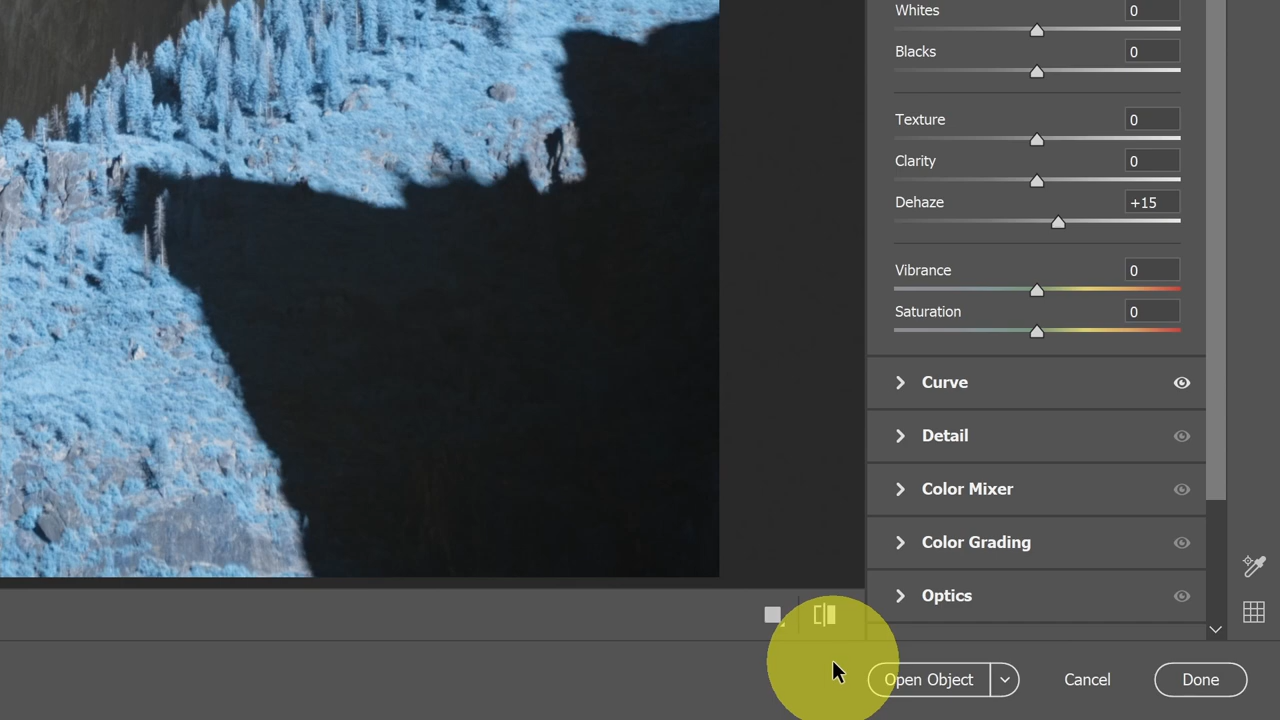 Whites 0
Blacks 0
Texture 0
Clarity 0
Dehaze +15
Vibrance 0
Saturation 0
Curve
Detail
Color Mixer
Color Grading
Optics
Open Object Cancel Done